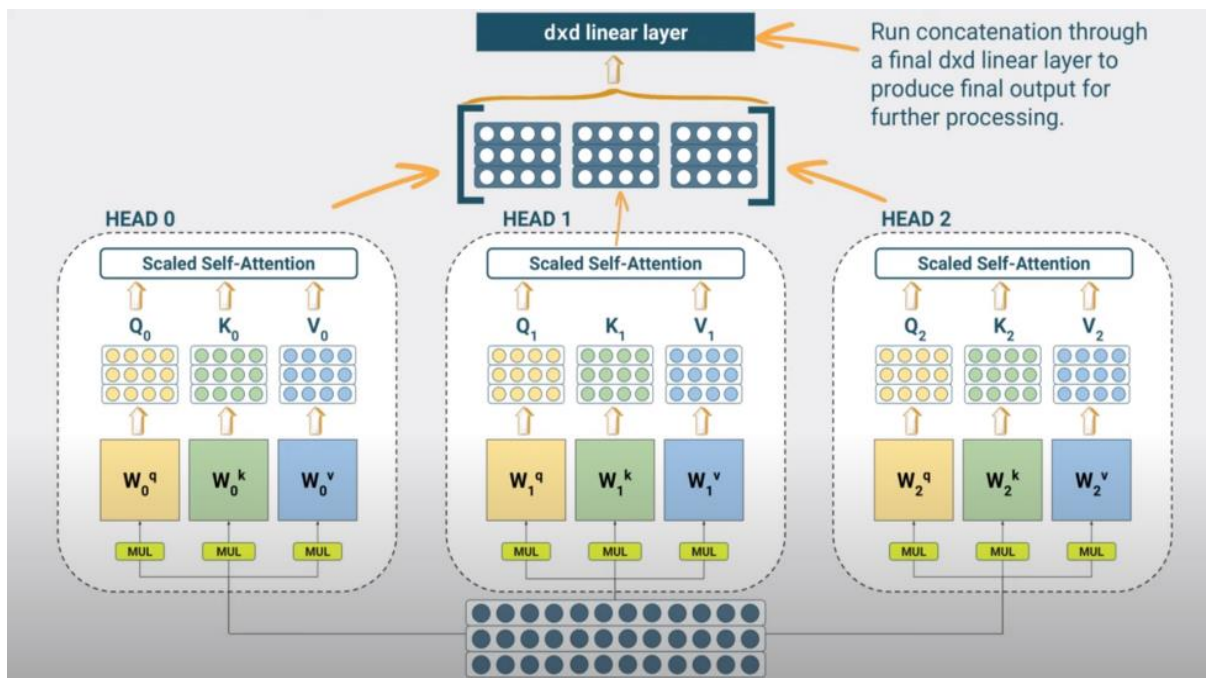 dxd linear layer
Run concatenation through
a final dxd linear layer to
produce final output for
further processing.
HEAD 0
HEAD 1
HEAD 2
Scaled Self-Attention
Scaled Self-Attention
Scaled Self-Attention
Q0 K0 V0
Q1 K1 V1
Q2 K2 V2
W0q W0k W0v
W1q W1k W1v
W2q W2k W2v
MUL MUL MUL
MUL MUL MUL
MUL MUL MUL